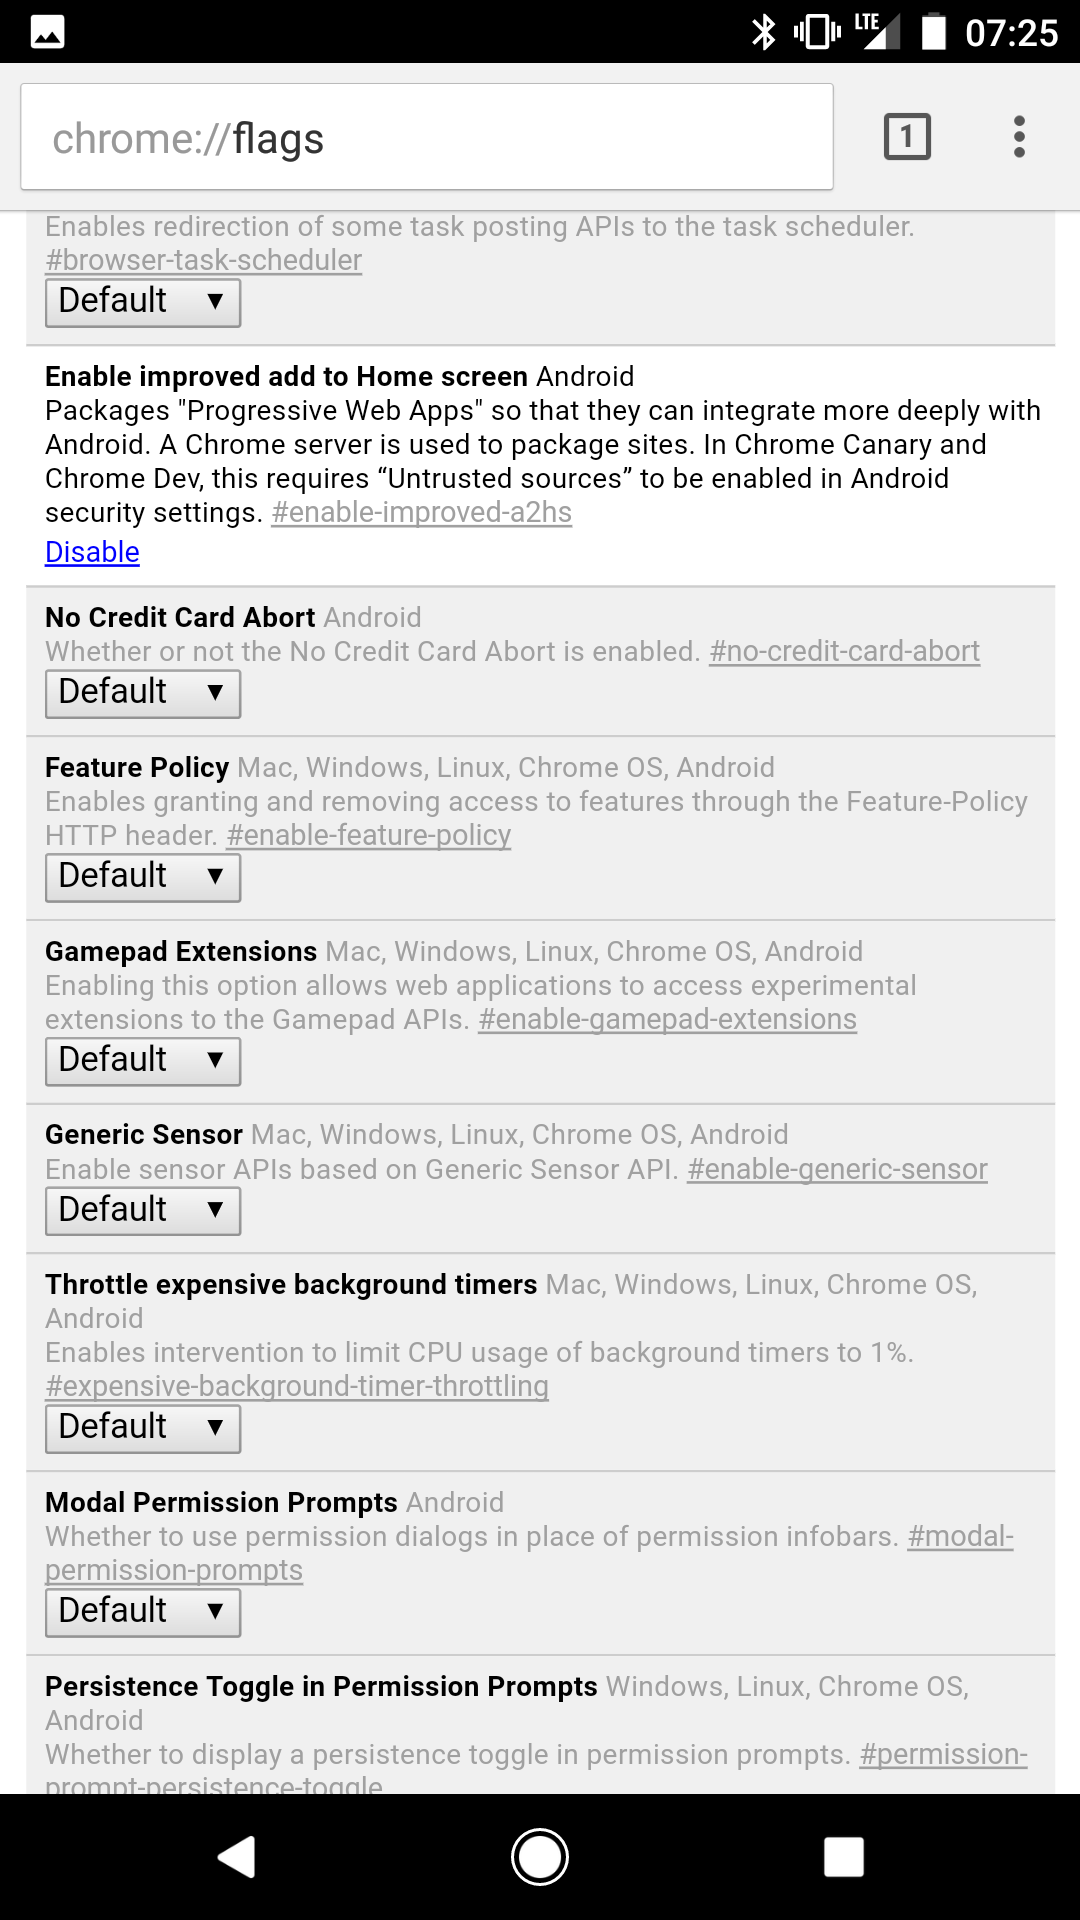 LTE 07:25
chrome://flags 1
Enables redirection of some task posting APIs to the task scheduler.
#browser-task-scheduler
Default
Enable improved add to Home screen Android
Packages "Progressive Web Apps" so that they can integrate more deeply with
Android. A Chrome server is used to package sites. In Chrome Canary and
Chrome Dev, this requires “Untrusted sources” to be enabled in Android
security settings. #enable-improved-a2hs
Disable
No Credit Card Abort Android
Whether or not the No Credit Card Abort is enabled. #no-credit-card-abort
Default
Feature Policy Mac, Windows, Linux, Chrome OS, Android
Enables granting and removing access to features through the Feature-Policy
HTTP header. #enable-feature-policy
Default
Gamepad Extensions Mac, Windows, Linux, Chrome OS, Android
Enabling this option allows web applications to access experimental
extensions to the Gamepad APIs. #enable-gamepad-extensions
Default
Generic Sensor Mac, Windows, Linux, Chrome OS, Android
Enable sensor APIs based on Generic Sensor API. #enable-generic-sensor
Default
Throttle expensive background timers Mac, Windows, Linux, Chrome OS,
Android
Enables intervention to limit CPU usage of background timers to 1%.
#expensive-background-timer-throttling
Default
Modal Permission Prompts Android
Whether to use permission dialogs in place of permission infobars. #modal-
permission-prompts
Default
Persistence Toggle in Permission Prompts Windows, Linux, Chrome OS,
Android
Whether to display a persistence toggle in permission prompts. #permission-
prompt-persistence-toggle